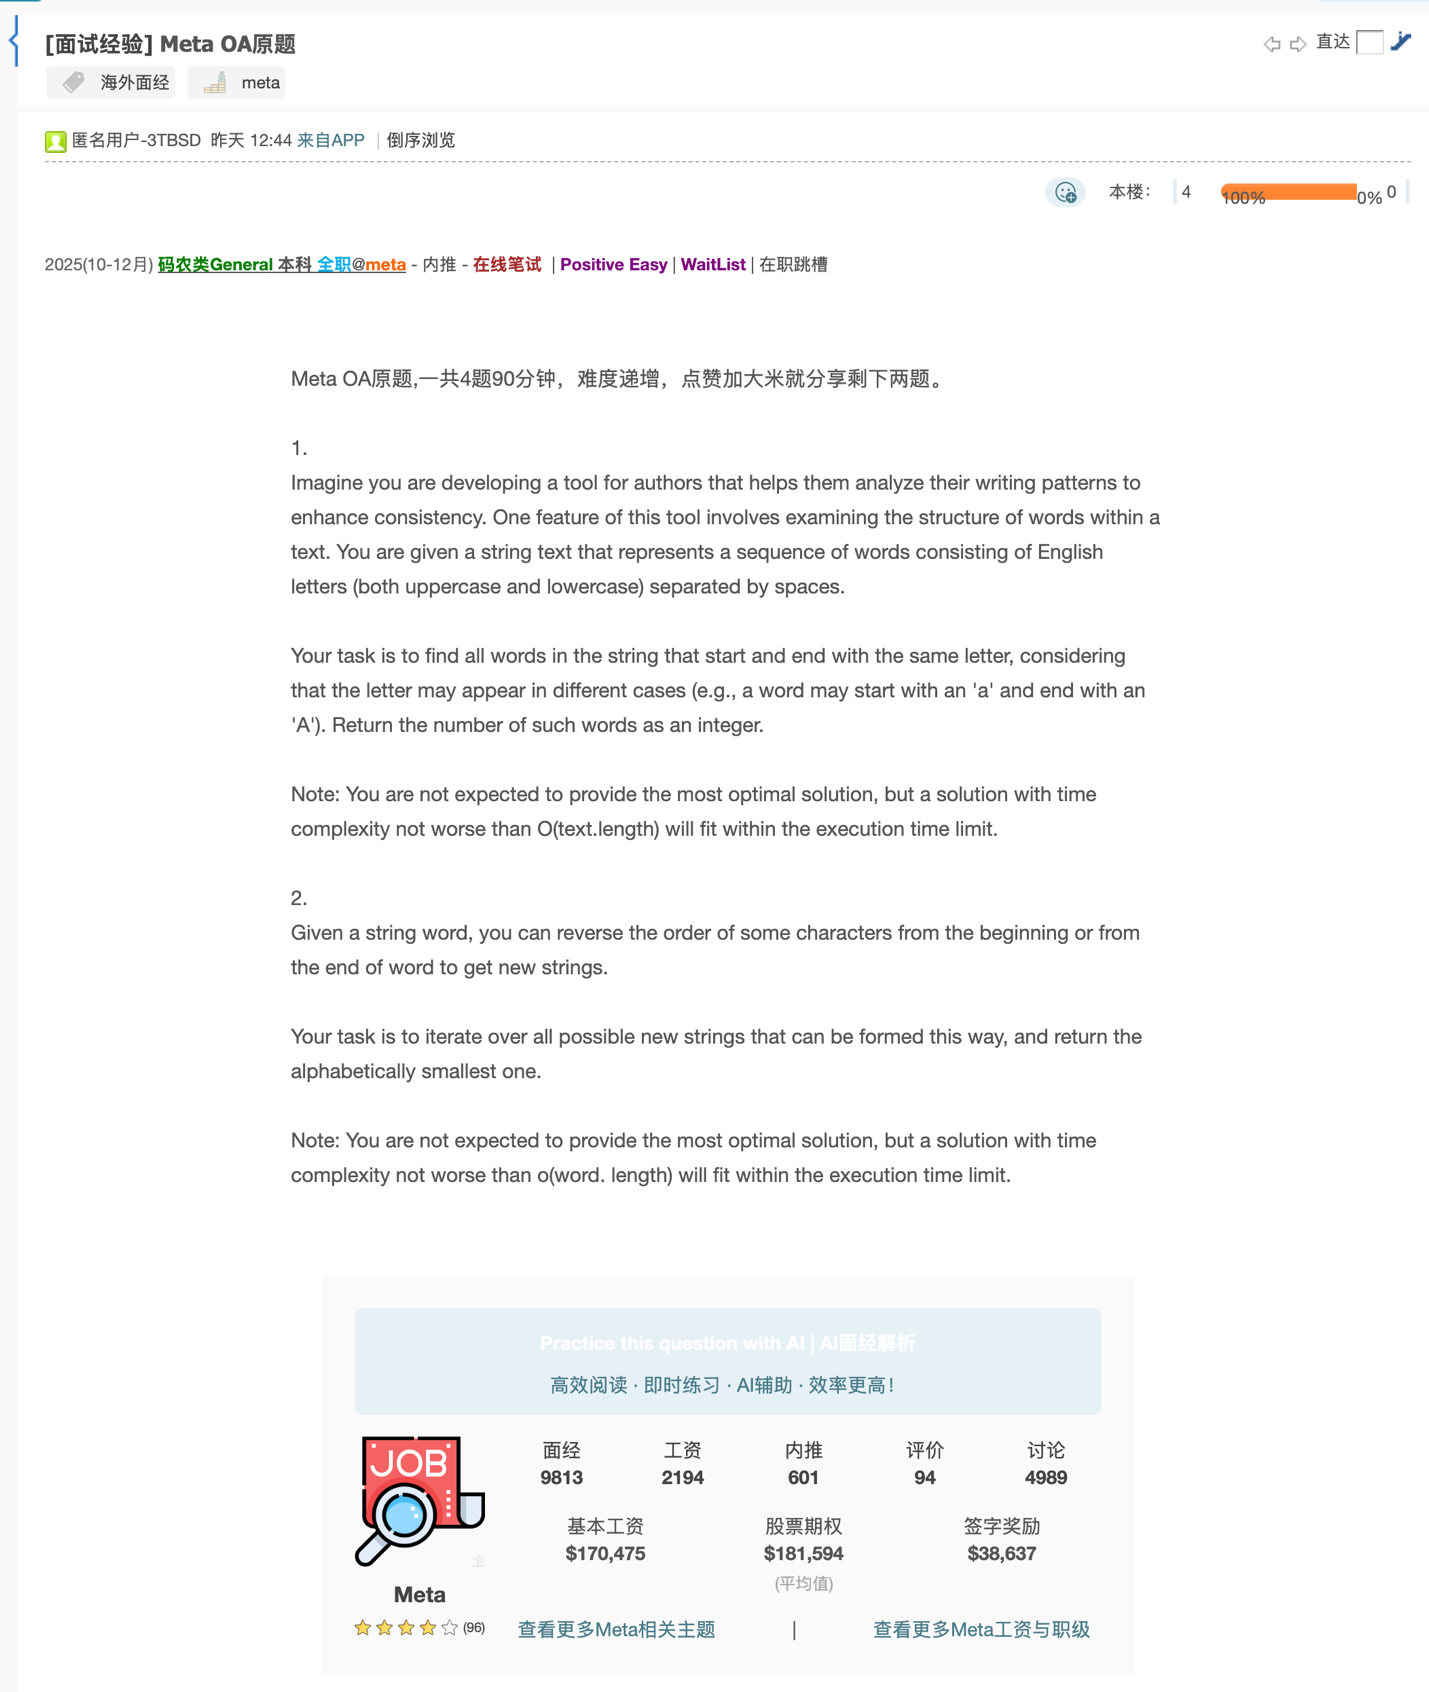 [面试经验] Meta OA原题
直达
海外面经 meta
匿名用户-3TBSD 昨天 12:44 来自APP | 倒序浏览
本楼： 4 100% 0% 0
2025(10-12月) 码农类General 本科 全职@meta - 内推 - 在线笔试 | Positive Easy | WaitList | 在职跳槽
Meta OA原题,一共4题90分钟，难度递增，点赞加大米就分享剩下两题。
1.
Imagine you are developing a tool for authors that helps them analyze their writing patterns to
enhance consistency. One feature of this tool involves examining the structure of words within a
text. You are given a string text that represents a sequence of words consisting of English
letters (both uppercase and lowercase) separated by spaces.
Your task is to find all words in the string that start and end with the same letter, considering
that the letter may appear in different cases (e.g., a word may start with an 'a' and end with an
'A'). Return the number of such words as an integer.
Note: You are not expected to provide the most optimal solution, but a solution with time
complexity not worse than O(text.length) will fit within the execution time limit.
2.
Given a string word, you can reverse the order of some characters from the beginning or from
the end of word to get new strings.
Your task is to iterate over all possible new strings that can be formed this way, and return the
alphabetically smallest one.
Note: You are not expected to provide the most optimal solution, but a solution with time
complexity not worse than o(word. length) will fit within the execution time limit.
Practice this question with AI | AI面经解析
高效阅读 · 即时练习 · AI辅助 · 效率更高！
JOB
Meta
(96)
面经 工资 内推 评价 讨论
9813 2194 601 94 4989
基本工资 股票期权 签字奖励
$170,475 $181,594 $38,637
(平均值)
查看更多Meta相关主题 | 查看更多Meta工资与职级